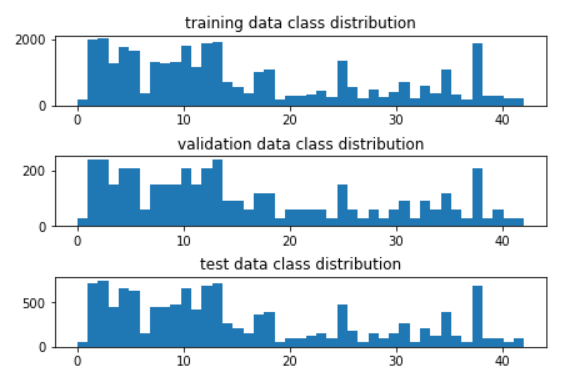 training data class distribution
2000
0
0 10 20 30 40
validation data class distribution
200
0
0 10 20 30 40
test data class distribution
500
0
0 10 20 30 40